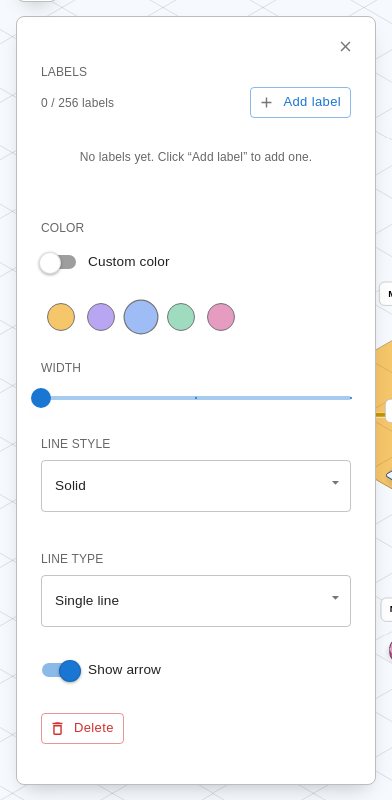 LABELS
0 / 256 labels
Add label
No labels yet. Click “Add label” to add one.
COLOR
Custom color
WIDTH
LINE STYLE
Solid
LINE TYPE
Single line
Show arrow
Delete